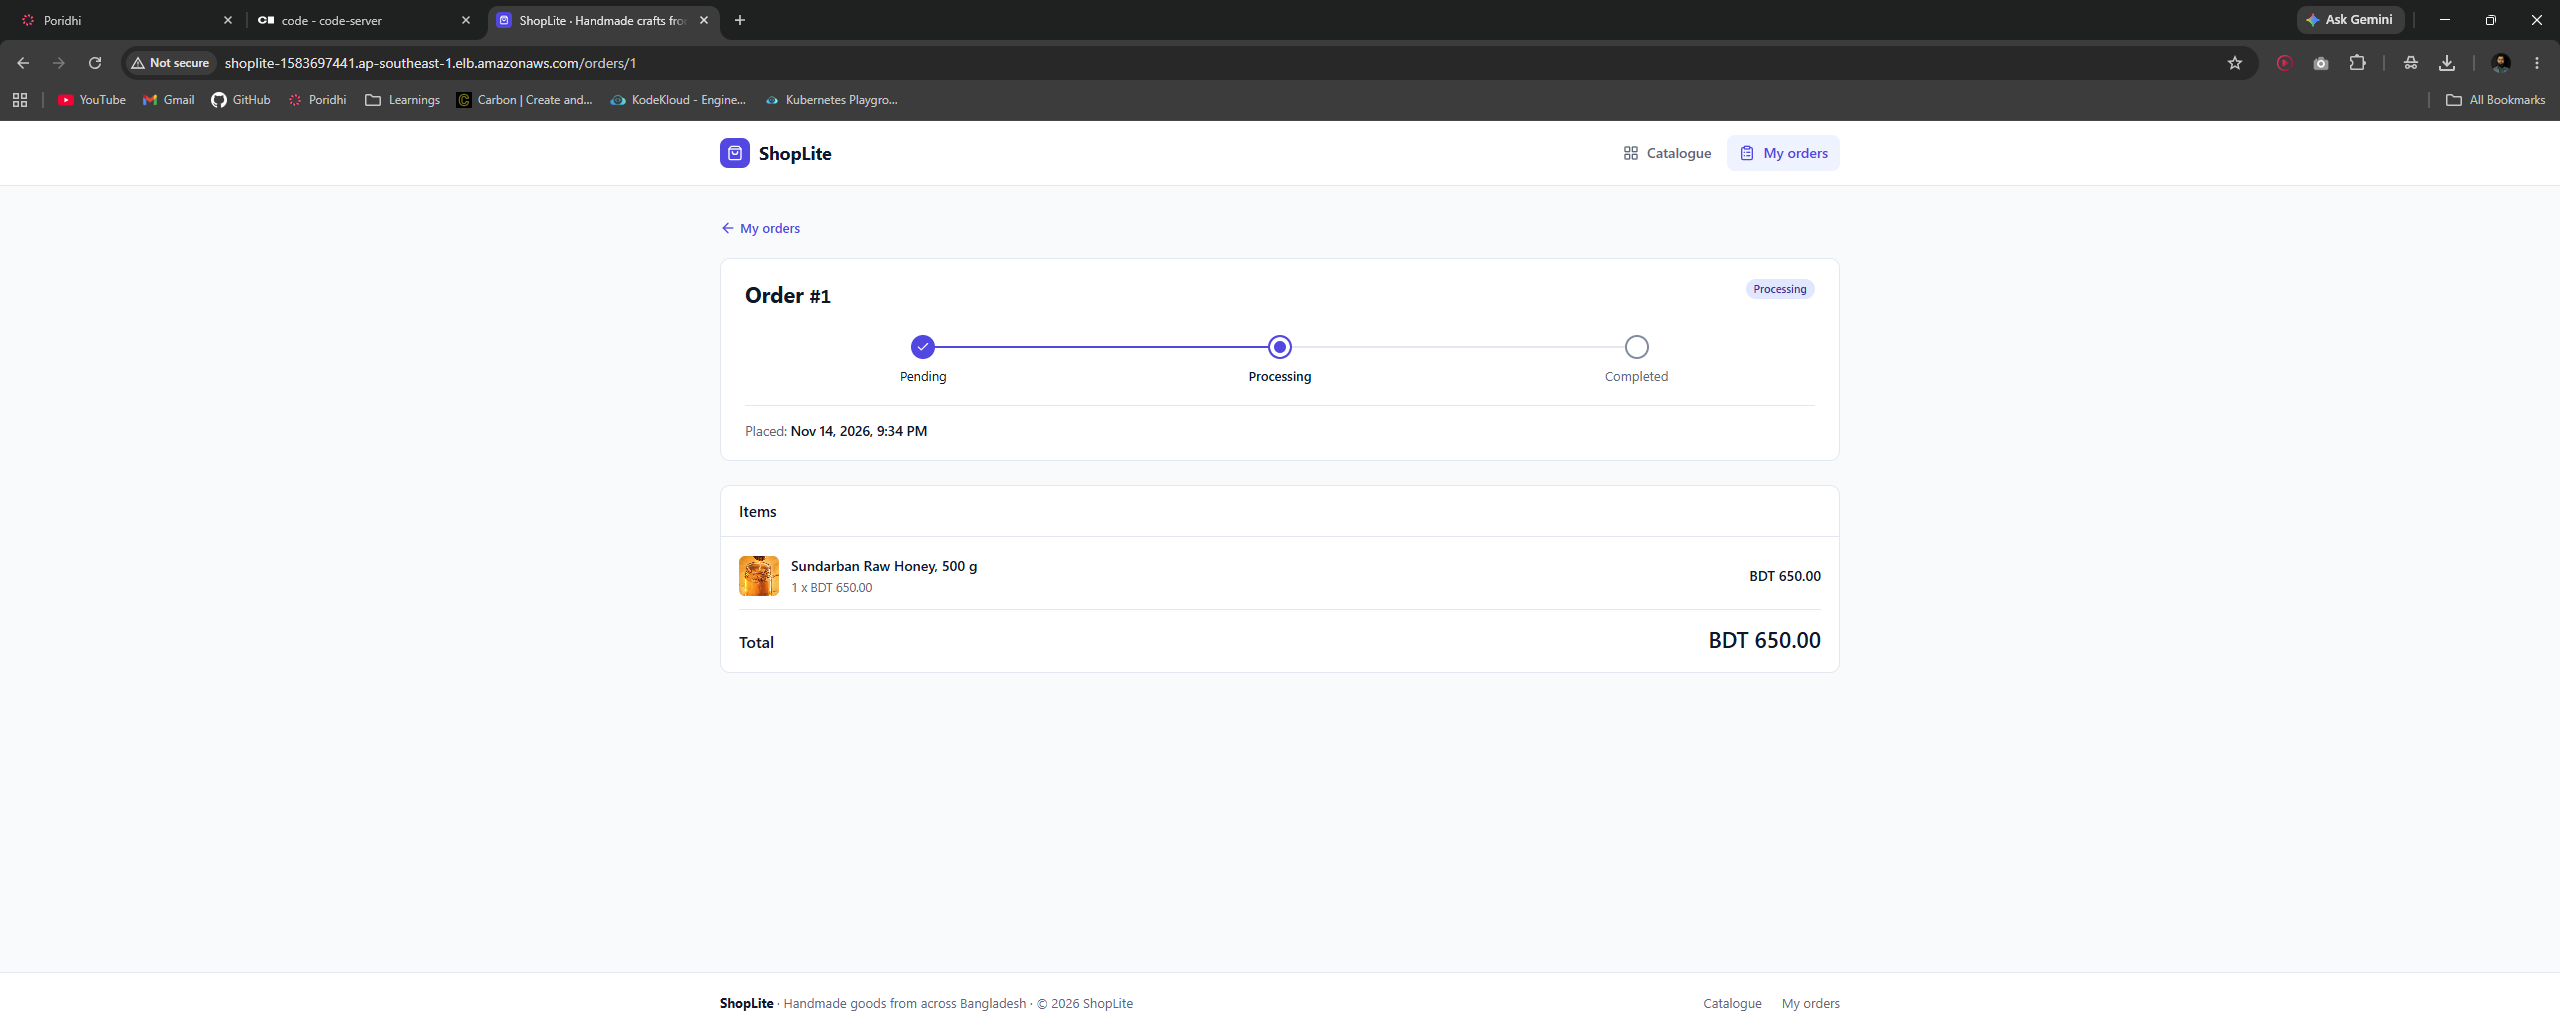 Poridhi
code - code-server
ShopLite · Handmade crafts fro
Ask Gemini
Not secure
shoplite-1583697441.ap-southeast-1.elb.amazonaws.com/orders/1
YouTube
Gmail
GitHub
Poridhi
Learnings
Carbon | Create and...
KodeKloud - Engine...
Kubernetes Playgro...
All Bookmarks
ShopLite
Catalogue
My orders
My orders
Order #1
Processing
Pending
Processing
Completed
Placed: Nov 14, 2026, 9:34 PM
Items
Sundarban Raw Honey, 500 g
1 x BDT 650.00
BDT 650.00
Total
BDT 650.00
ShopLite · Handmade goods from across Bangladesh · © 2026 ShopLite
Catalogue
My orders